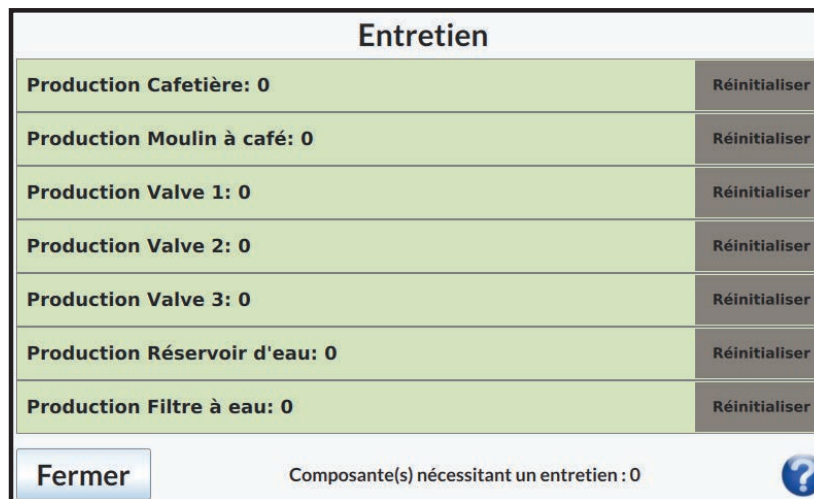 Entretien
Production Cafetière: 0 Réinitialiser
Production Moulin à café: 0 Réinitialiser
Production Valve 1: 0 Réinitialiser
Production Valve 2: 0 Réinitialiser
Production Valve 3: 0 Réinitialiser
Production Réservoir d'eau: 0 Réinitialiser
Production Filtre à eau: 0 Réinitialiser
Fermer Composante(s) nécessitant un entretien : 0 ?